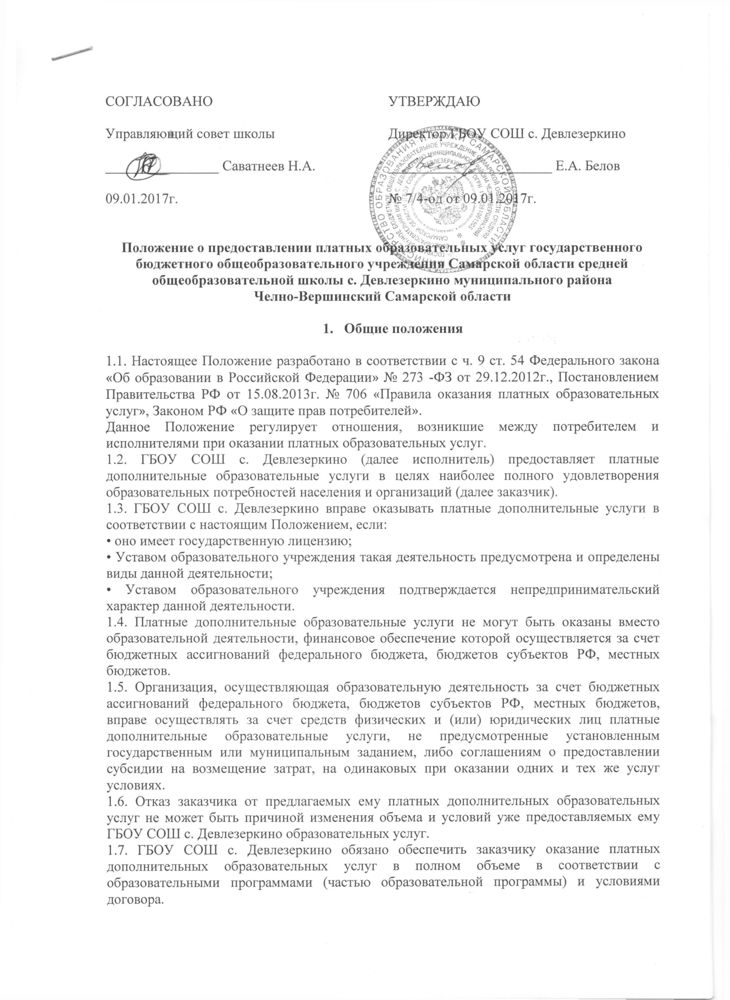 СОГЛАСОВАНО
УТВЕРЖДАЮ
Управляющий совет школы
Директор ГБОУ СОШ с. Девлезеркино
________________ Саватнеев Н.А.
_______________________ Е.А. Белов
09.01.2017г.
№ 7/4-од от 09.01.2017г.
Положение о предоставлении платных образовательных услуг государственного
бюджетного общеобразовательного учреждения Самарской области средней
общеобразовательной школы с. Девлезеркино муниципального района
Челно-Вершинский Самарской области
1. Общие положения
1.1. Настоящее Положение разработано в соответствии с ч. 9 ст. 54 Федерального закона
«Об образовании в Российской Федерации» № 273 -ФЗ от 29.12.2012г., Постановлением
Правительства РФ от 15.08.2013г. № 706 «Правила оказания платных образовательных
услуг», Законом РФ «О защите прав потребителей».
Данное Положение регулирует отношения, возникшие между потребителем и
исполнителями при оказании платных образовательных услуг.
1.2. ГБОУ СОШ с. Девлезеркино (далее исполнитель) предоставляет платные
дополнительные образовательные услуги в целях наиболее полного удовлетворения
образовательных потребностей населения и организаций (далее заказчик).
1.3. ГБОУ СОШ с. Девлезеркино вправе оказывать платные дополнительные услуги в
соответствии с настоящим Положением, если:
• оно имеет государственную лицензию;
• Уставом образовательного учреждения такая деятельность предусмотрена и определены
виды данной деятельности;
• Уставом образовательного учреждения подтверждается непредпринимательский
характер данной деятельности.
1.4. Платные дополнительные образовательные услуги не могут быть оказаны вместо
образовательной деятельности, финансовое обеспечение которой осуществляется за счет
бюджетных ассигнований федерального бюджета, бюджетов субъектов РФ, местных
бюджетов.
1.5. Организация, осуществляющая образовательную деятельность за счет бюджетных
ассигнований федерального бюджета, бюджетов субъектов РФ, местных бюджетов,
вправе осуществлять за счет средств физических и (или) юридических лиц платные
дополнительные образовательные услуги, не предусмотренные установленным
государственным или муниципальным заданием, либо соглашениям о предоставлении
субсидии на возмещение затрат, на одинаковых при оказании одних и тех же услуг
условиях.
1.6. Отказ заказчика от предлагаемых ему платных дополнительных образовательных
услуг не может быть причиной изменения объема и условий уже предоставляемых ему
ГБОУ СОШ с. Девлезеркино образовательных услуг.
1.7. ГБОУ СОШ с. Девлезеркино обязано обеспечить заказчику оказание платных
дополнительных образовательных услуг в полном объеме в соответствии с
образовательными программами (частью образовательной программы) и условиями
договора.